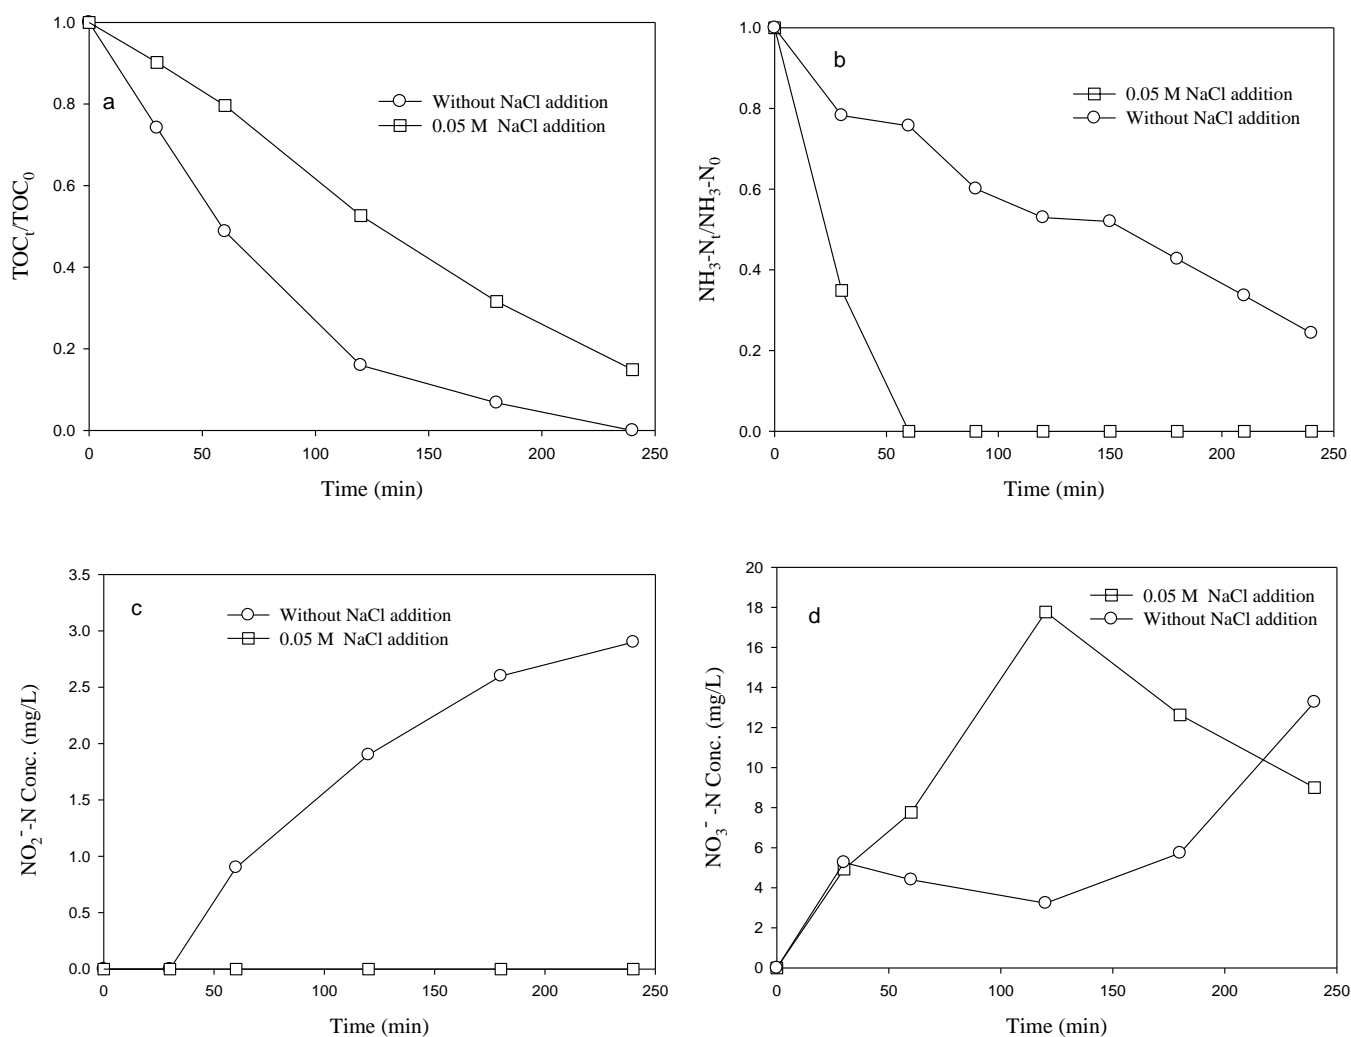 1.0
0.8
0.6
0.4
0.2
0.0
TOCt/TOC0
a
Without NaCl addition
0.05 M NaCl addition
0 50 100 150 200 250
Time (min)
1.0
0.8
0.6
0.4
0.2
0.0
NH3-Nt/NH3-N0
b
0.05 M NaCl addition
Without NaCl addition
0 50 100 150 200 250
Time (min)
3.5
3.0
2.5
2.0
1.5
1.0
0.5
0.0
NO2⁻-N Conc. (mg/L)
c
Without NaCl addition
0.05 M NaCl addition
0 50 100 150 200 250
Time (min)
20
18
16
14
12
10
8
6
4
2
0
NO3⁻ -N Conc. (mg/L)
d
0.05 M NaCl addition
Without NaCl addition
0 50 100 150 200 250
Time (min)